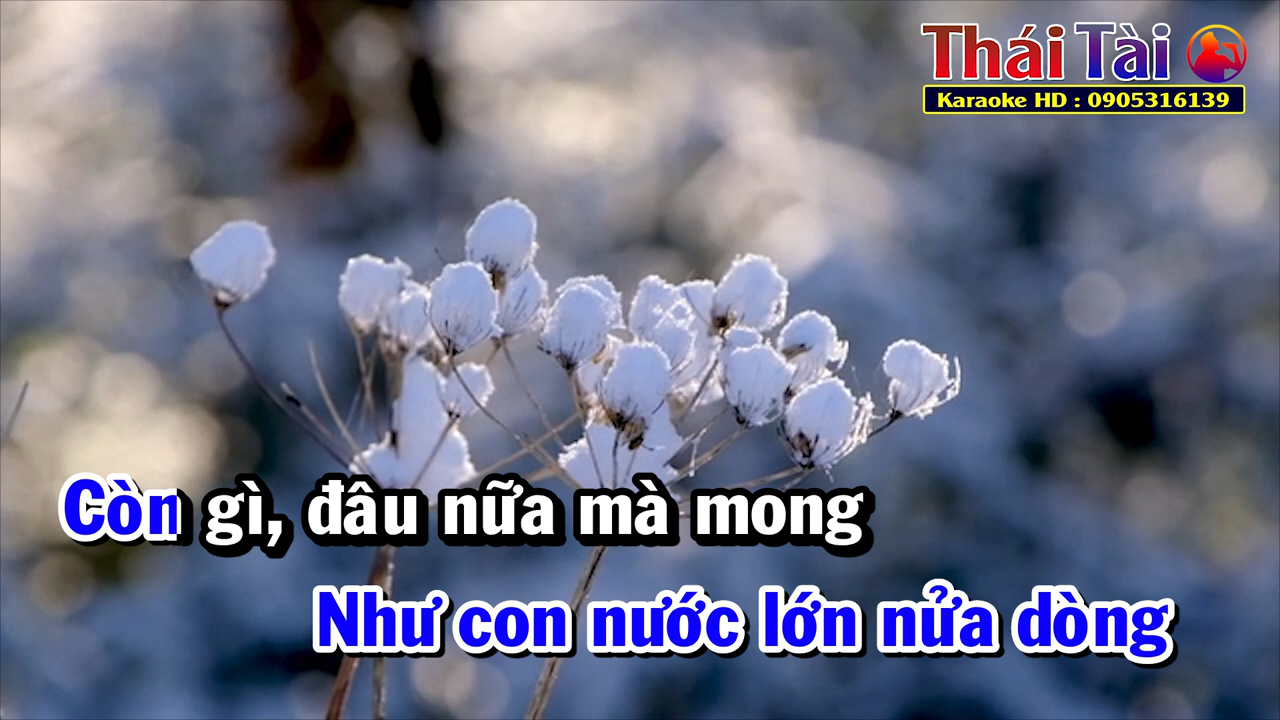 Thái Tài
Karaoke HD : 0905316139
Còn gì, đâu nữa mà mong
Như con nước lớn nửa dòng